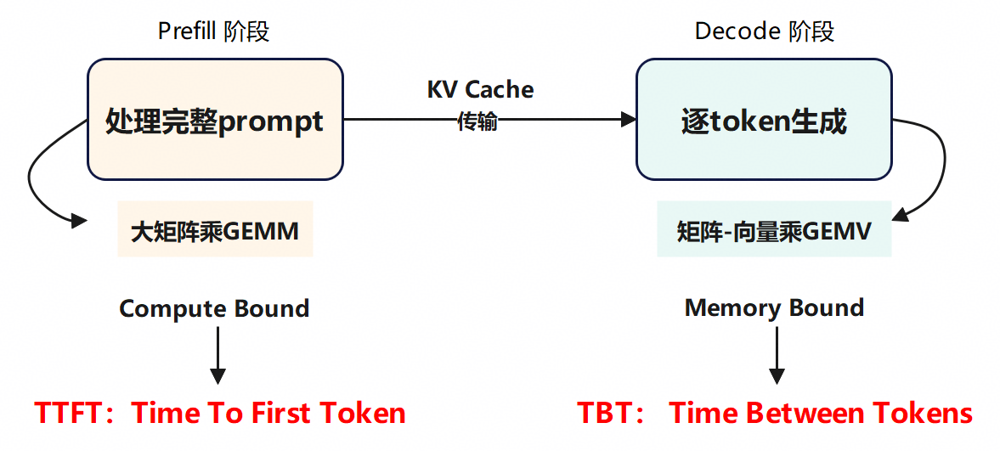 Prefill 阶段
Decode 阶段
处理完整prompt
KV Cache
传输
逐token生成
大矩阵乘GEMM
矩阵-向量乘GEMV
Compute Bound
Memory Bound
TTFT：Time To First Token
TBT： Time Between Tokens